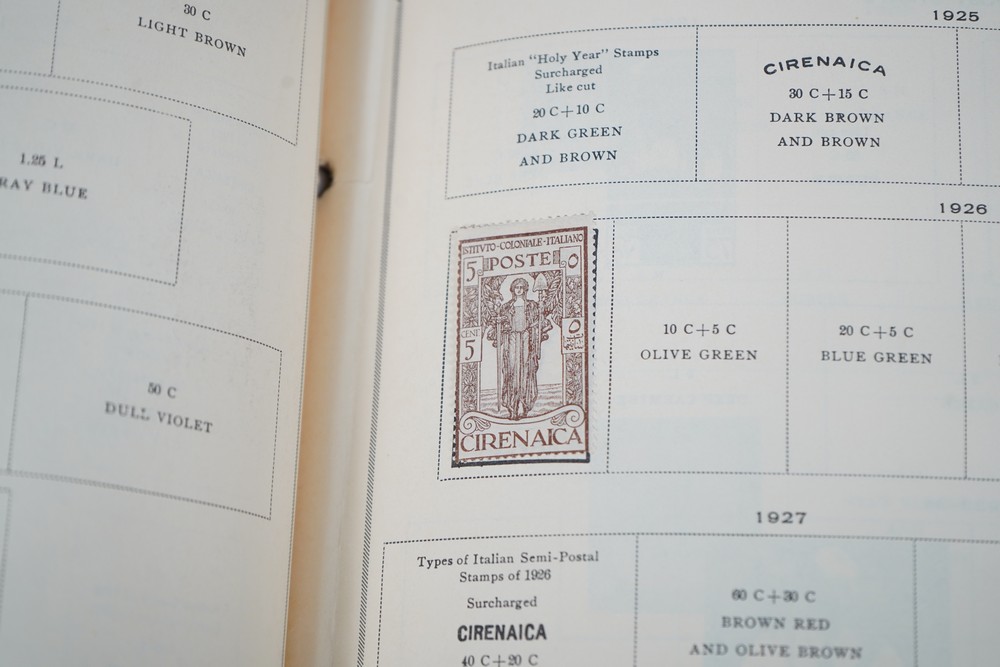 30 C
LIGHT BROWN
1.25 L
RAY BLUE
50 C
DULL VIOLET
1925
Italian "Holy Year" Stamps
Surcharged
Like cut
20 C+10 C
DARK GREEN
AND BROWN
CIRENAICA
30 C+15 C
DARK BROWN
AND BROWN
1926
ISTITVTO·COLONIALE·ITALIANO
5 POSTE
CENT
5
CIRENAICA
10 C+5 C
OLIVE GREEN
20 C+5 C
BLUE GREEN
1927
Types of Italian Semi-Postal
Stamps of 1926
Surcharged
CIRENAICA
40 C+20 C
60 C+30 C
BROWN RED
AND OLIVE BROWN